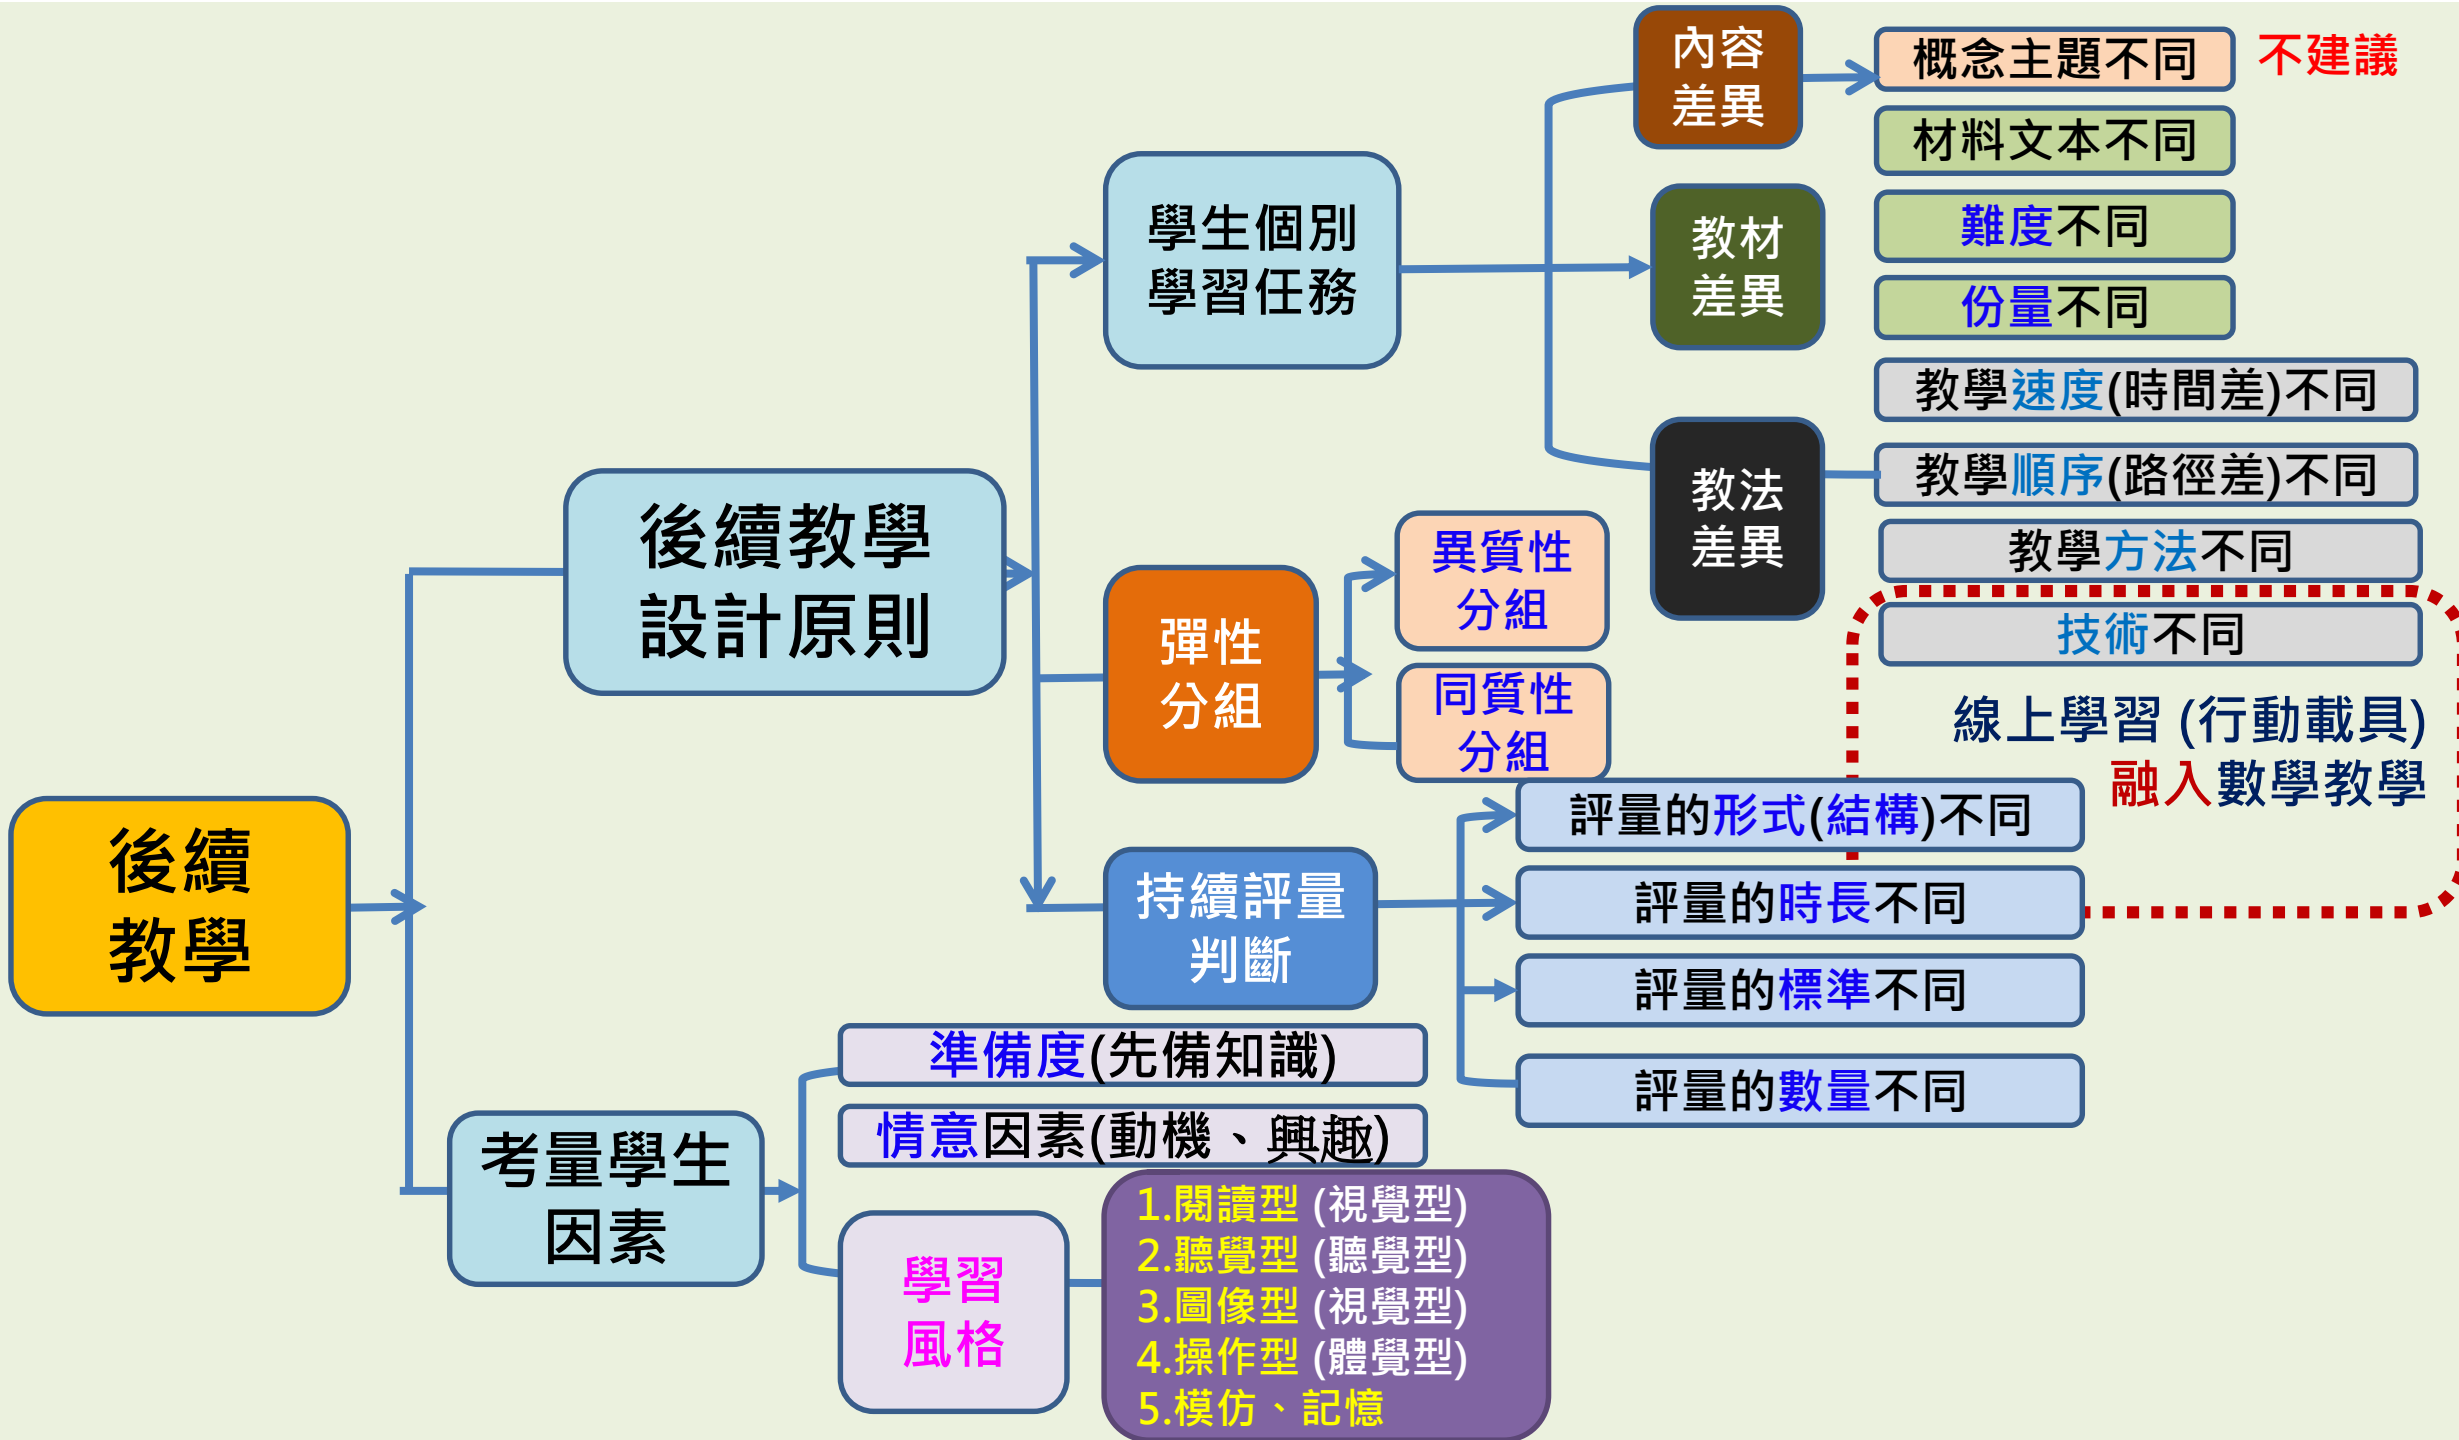 後續
教學
後續教學
設計原則
學生個別
學習任務
內容
差異
概念主題不同
不建議
教材
差異
材料文本不同
難度不同
份量不同
教法
差異
教學速度(時間差)不同
教學順序(路徑差)不同
教學方法不同
技術不同
線上學習 (行動載具)
融入數學教學
彈性
分組
異質性
分組
同質性
分組
持續評量
判斷
評量的形式(結構)不同
評量的時長不同
評量的標準不同
評量的數量不同
考量學生
因素
準備度(先備知識)
情意因素(動機、興趣)
學習
風格
1.閱讀型 (視覺型)
2.聽覺型 (聽覺型)
3.圖像型 (視覺型)
4.操作型 (體覺型)
5.模仿、記憶